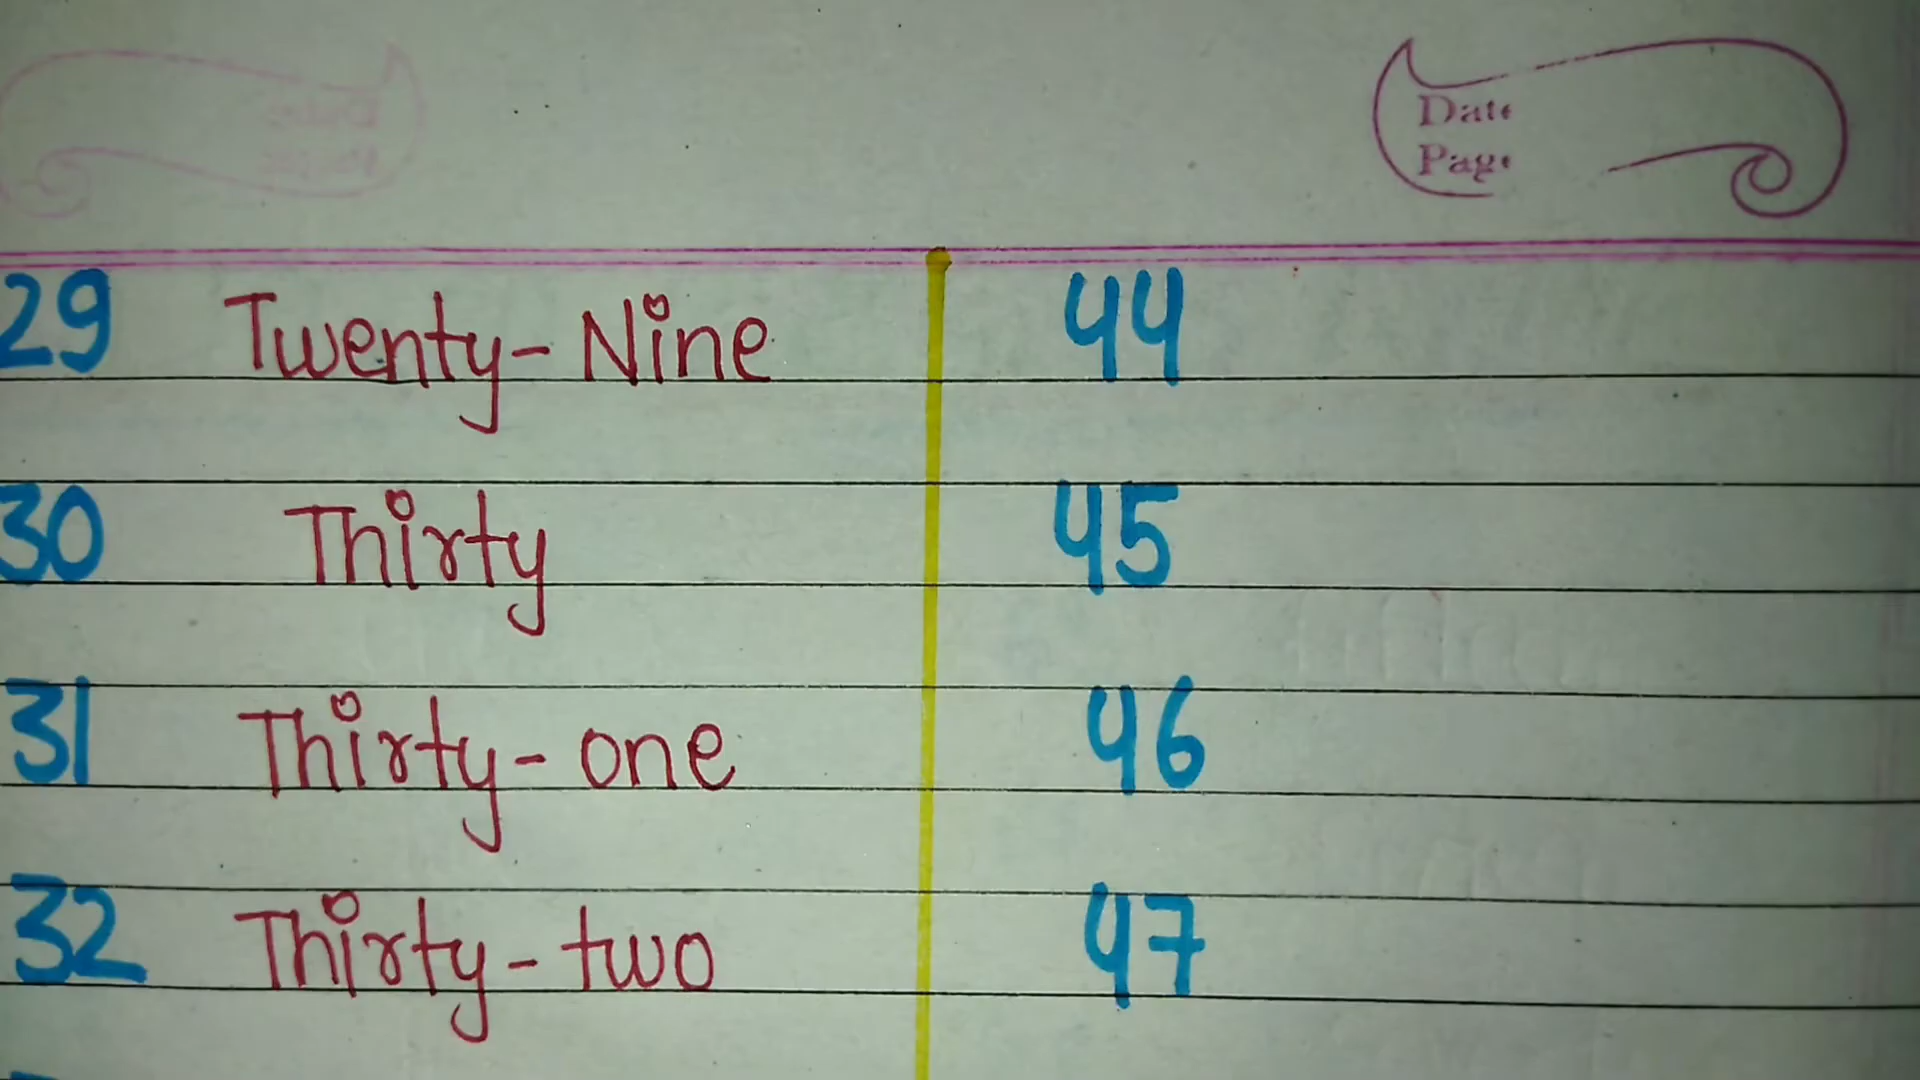 Date
Page
29 Twenty-Nine 44
30 Thirty 45
31 Thirty-one 46
32 Thirty-two 47